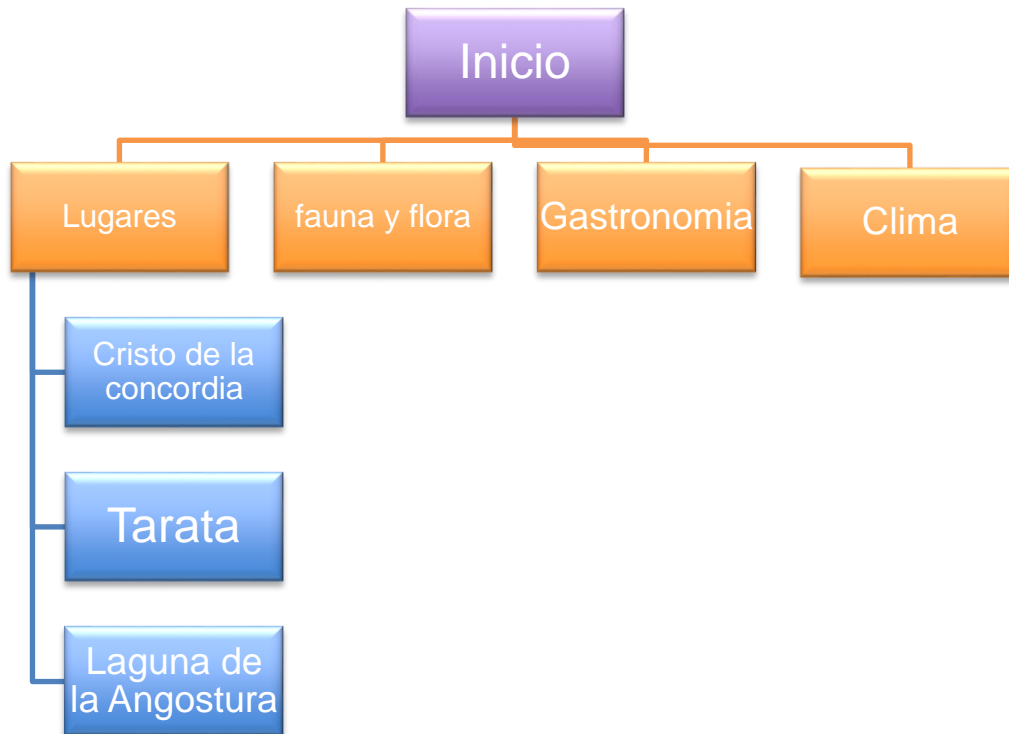 Inicio
Lugares
fauna y flora
Gastronomia
Clima
Cristo de la
concordia
Tarata
Laguna de
la Angostura